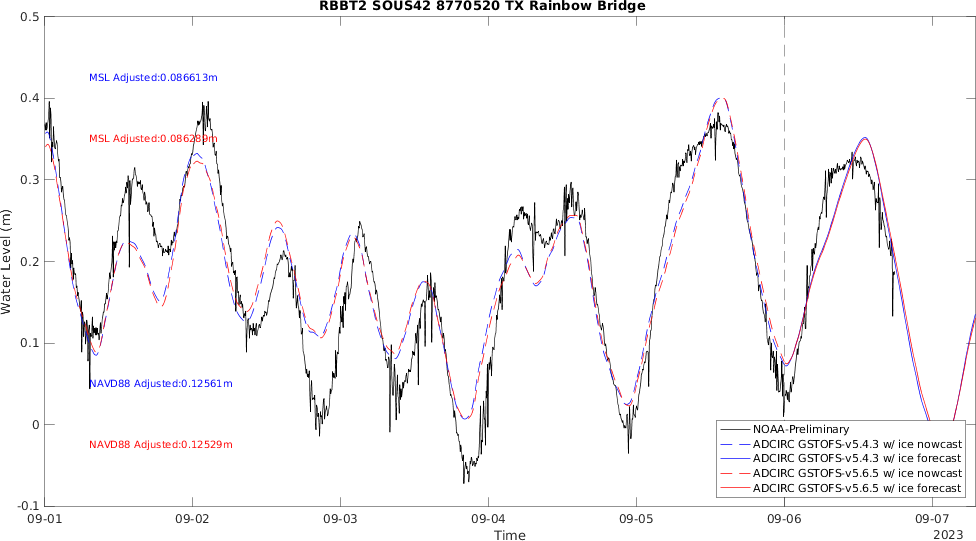 RBBT2 SOUS42 8770520 TX Rainbow Bridge
0.5
MSL Adjusted:0.086613m
0.4
MSL Adjusted:0.086289m
0.3
Water Level (m)
0.2
0.1
NAVD88 Adjusted:0.12561m
0
NAVD88 Adjusted:0.12529m
NOAA-Preliminary
ADCIRC GSTOFS-v5.4.3 w/ ice nowcast
ADCIRC GSTOFS-v5.4.3 w/ ice forecast
ADCIRC GSTOFS-v5.6.5 w/ ice nowcast
ADCIRC GSTOFS-v5.6.5 w/ ice forecast
-0.1
09-01 09-02 09-03 09-04 09-05 09-06 09-07
Time
2023